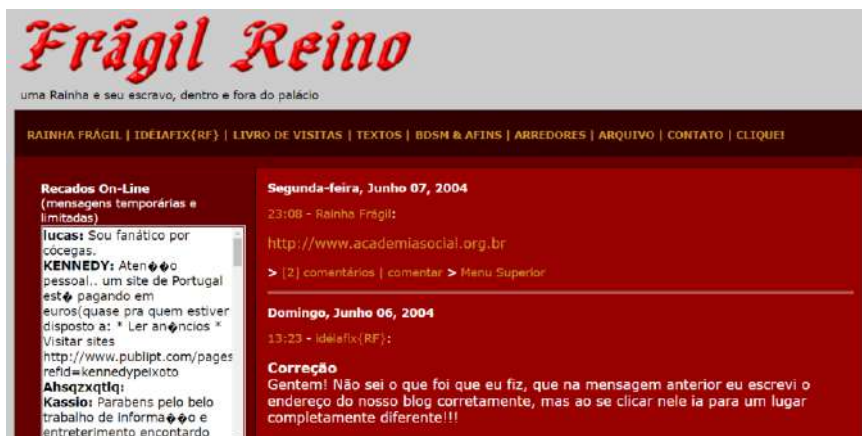 Frãgil Reino
uma Rainha e seu escravo, dentro e fora do palácio
RAINHA FRÁGIL | IDÉIAFIX{RF} | LIVRO DE VISITAS | TEXTOS | BDSM & AFINS | ARREDORES | ARQUIVO | CONTATO | CLIQUE!
Recados On-Line
(mensagens temporárias e
limitadas)
lucas: Sou fanático por
cócegas.
KENNEDY: Aten��o
pessoal.. um site de Portugal
est� pagando em
euros(quase pra quem estiver
disposto a: * Ler an�ncios *
Visitar sites
http://www.publipt.com/pages
refid=kennedypeixoto
Ahsqzxqtlq:
Kassio: Parabens pelo belo
trabalho de informa��o e
entreterimento encontardo
Segunda-feira, Junho 07, 2004
23:08 - Rainha Frágil:
http://www.academiasocial.org.br
> [2] comentários | comentar > Menu Superior
Domingo, Junho 06, 2004
13:23 - idéiafix{RF}:
Correção
Gentem! Não sei o que foi que eu fiz, que na mensagem anterior eu escrevi o
endereço do nosso blog corretamente, mas ao se clicar nele ia para um lugar
completamente diferente!!!